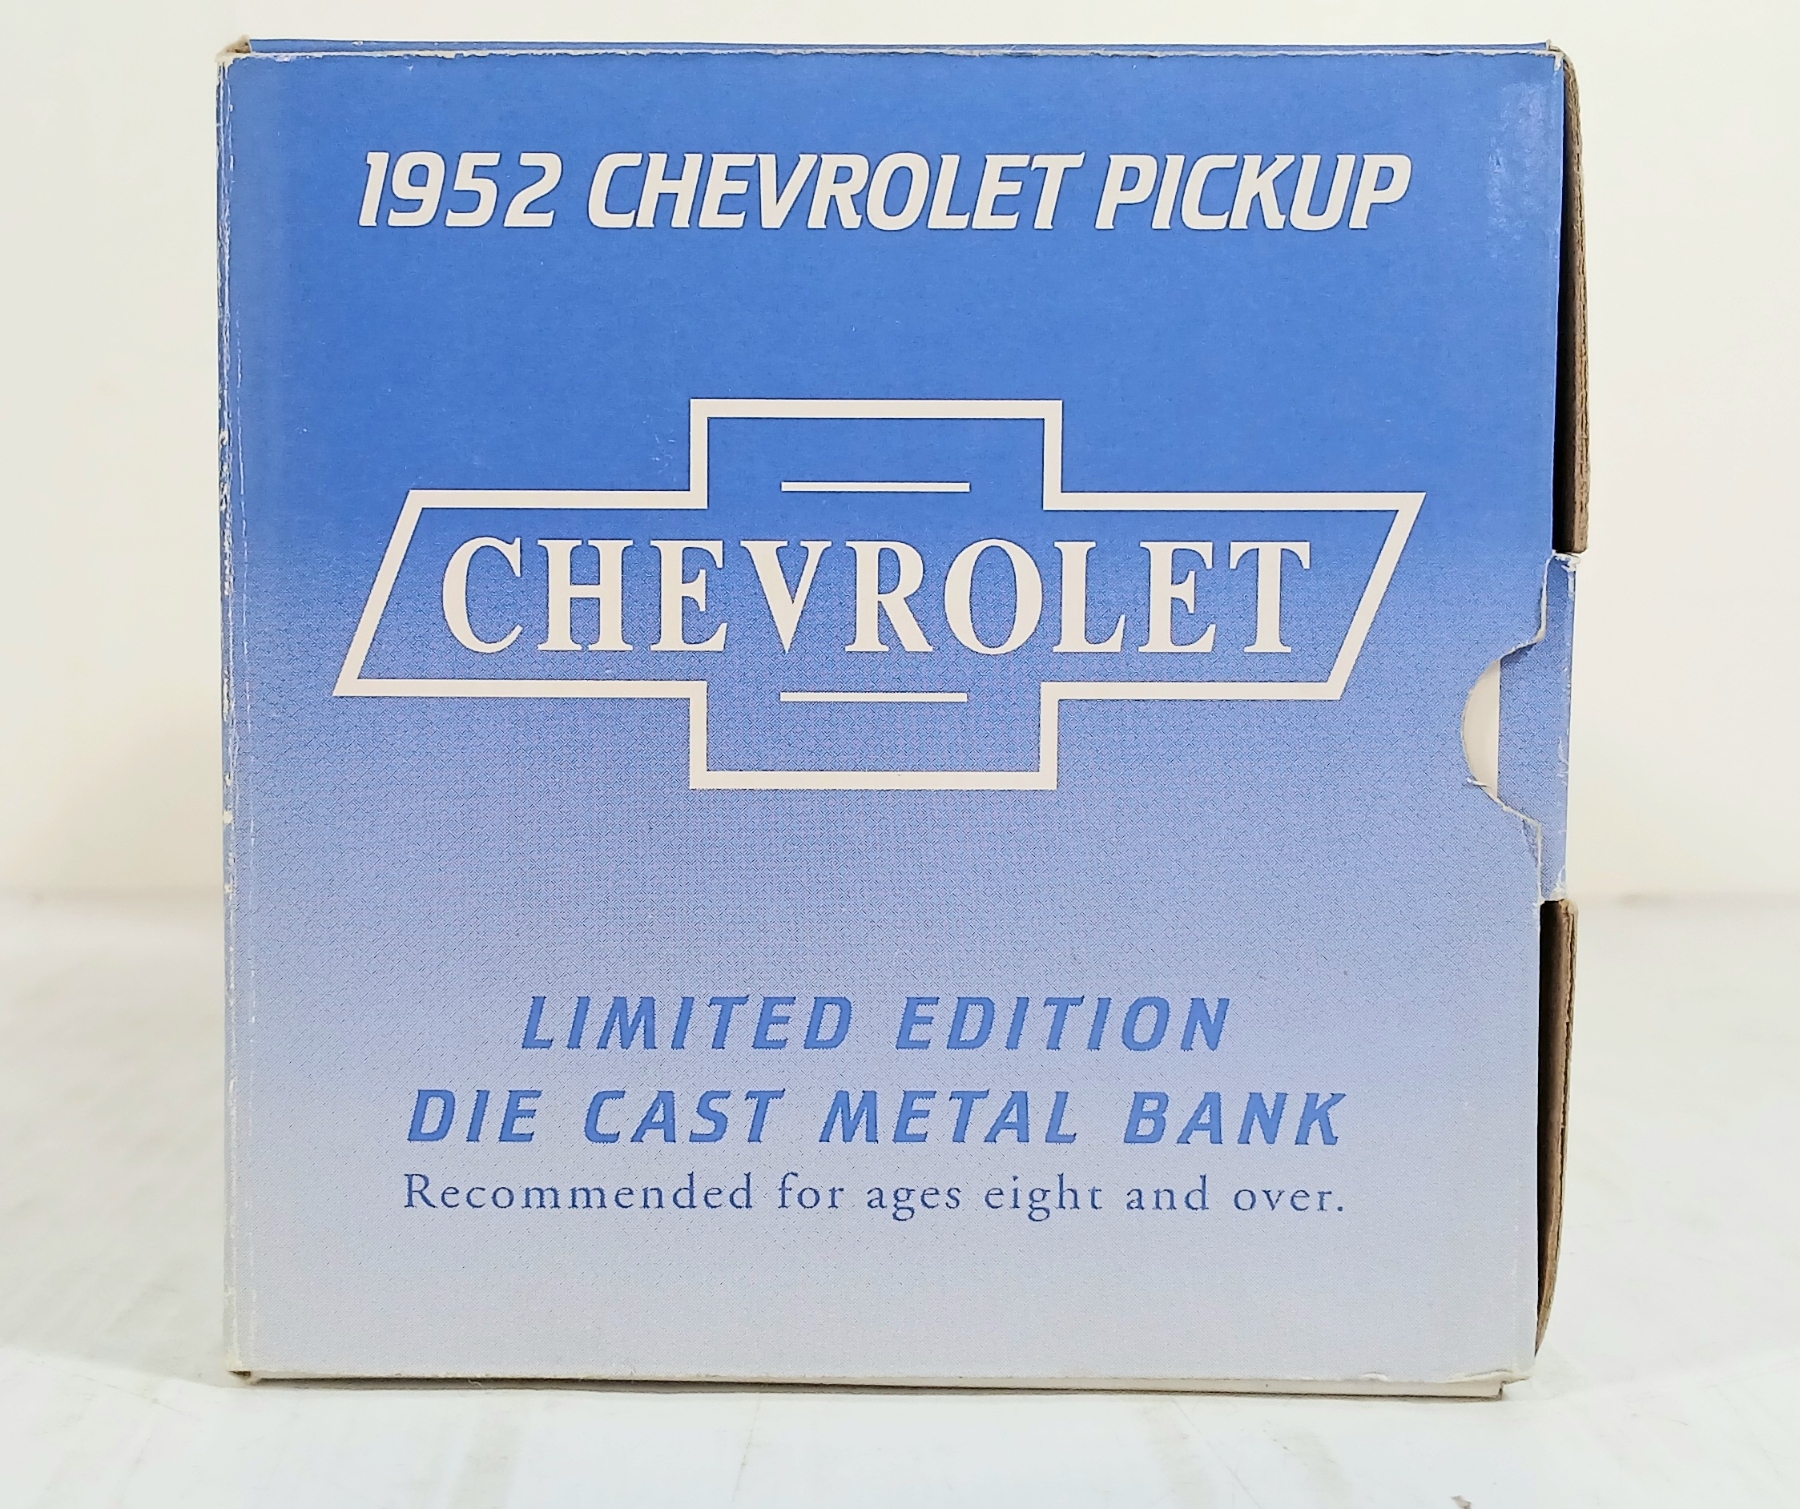 1952 CHEVROLET PICKUP
CHEVROLET
LIMITED EDITION
DIE CAST METAL BANK
Recommended for ages eight and over.